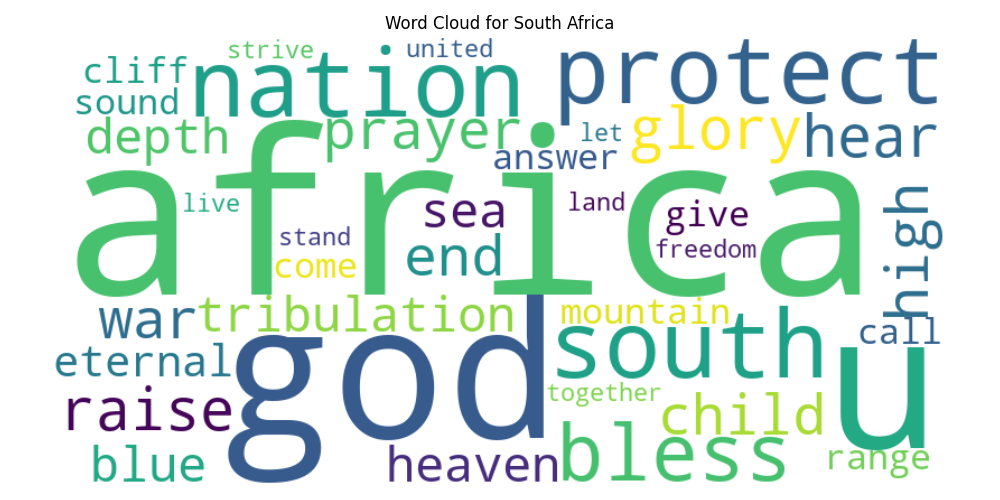 Word Cloud for South Africa
strive
united
cliff
nation
protect
sound
depth
prayer
let
glory
hear
answer
africa
live
sea
land
give
high
stand
freedom
come
end
war
tribulation
mountain
south
call
eternal
god
u
together
raise
child
bless
blue
heaven
range